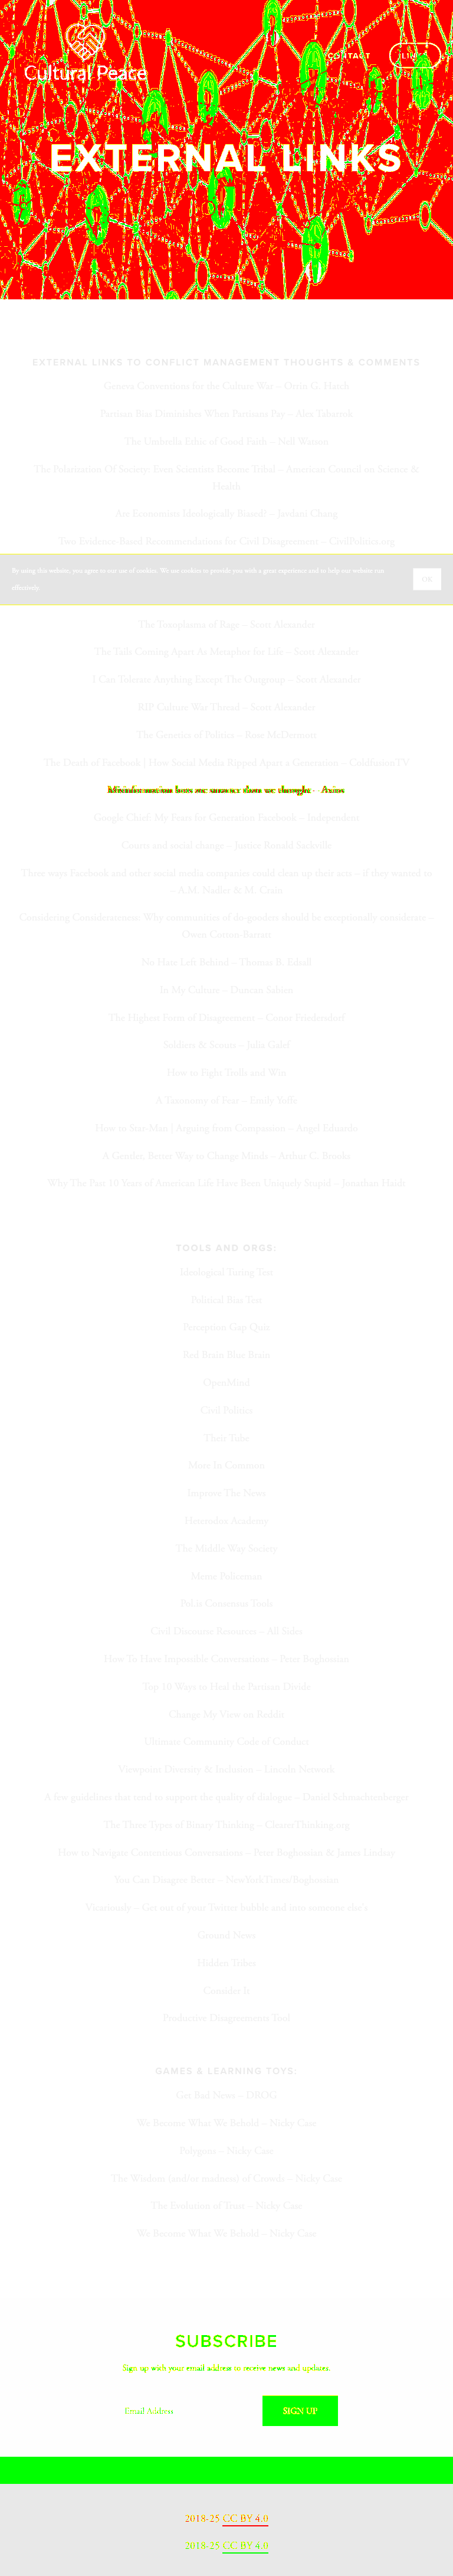 Cultural Peace
CONTACT
EXTERNAL LINKS
EXTERNAL LINKS TO CONFLICT MANAGEMENT THOUGHTS & COMMENTS
Geneva Conventions for the Culture War – Orrin G. Hatch
Partisan Bias Diminishes When Partisans Pay – Alex Tabarrok
The Umbrella Ethic of Good Faith – Nell Watson
The Polarization Of Society: Even Scientists Become Tribal – American Council on Science &
Health
Are Economists Ideologically Biased? – Jordan Chang
Two Evidence-Based Recommendations for Civil Disagreement – CivilPolitics.org
By using this website, you agree to our use of cookies. We use cookies to provide you with a great experience and to help our website run
effectively.
OK
The Toxoplasma of Rage – Scott Alexander
The Tails Coming Apart As Metaphor for Life – Scott Alexander
I Can Tolerate Anything Except The Outgroup – Scott Alexander
RIP Culture War Thread – Scott Alexander
The Genetics of Politics – Rose McDermott
The Death of Facebook | How Social Media Ripped Apart a Generation – ColdfusionTV
Misinformation bots are smarter than we thought - Axios
Google Chief: My Fears for Generation Facebook – Independent
Courts and social change – Justice Ronald Sackville
Three ways Facebook and other social media companies could clean up their acts – if they wanted to
– A.M. Nadler & M. Crain
Considering Considerateness: Why communities of do-gooders should be exceptionally considerate –
Owen Cotton-Barratt
No Hate Left Behind – Thomas B. Edsall
In My Culture – Duncan Sabien
The Highest Form of Disagreement – Conor Friedersdorf
Soldiers & Scouts – Julia Galef
How to Fight Trolls and Win
A Taxonomy of Fear – Emily Yoffe
How to Star-Man | Arguing from Compassion – Angel Eduardo
A Gentler, Better Way to Change Minds – Arthur C. Brooks
Why The Past 10 Years of American Life Have Been Uniquely Stupid – Jonathan Haidt
TOOLS AND ORGS:
Ideological Turing Test
Political Bias Test
Perception Gap Quiz
Red Brain Blue Brain
OpenMind
Civil Politics
Their Tube
More In Common
Improve The News
Heterodox Academy
The Middle Way Society
Pol.is Consensus Tools
Civil Discourse Resources – All Sides
How To Have Impossible Conversations – Peter Boghossian
Top 10 Ways to Heal the Partisan Divide
Change My View on Reddit
Community Code of Conduct
Viewpoint Diversity & Inclusion – Lincoln Network
A few guidelines that tend to support the quality of dialogue – Daniel Schmachtenberger
The Three Types of Binary Thinking – ClearerThinking.org
How to Navigate Contentious Conversations – Peter Boghossian & James Lindsay
You Can Disagree Better – NewYorkTimes/Boghossian
Vicariously – Get out of your Twitter bubble and into someone else's
Ground News
Hidden Tribes
Consider It
Productive Disagreements Tool
GAMES & LEARNING TOYS:
Get Bad News – DROG
We Become What We Behold – Nicky Case
Polygons – Nicky Case
The Wisdom (and/or madness) of Crowds – Nicky Case
The Evolution of Trust – Nicky Case
We Become What We Behold – Nicky Case
SUBSCRIBE
Sign up with your email address to receive news and updates.
Email Address
SIGN UP
2018-25 CC BY 4.0
2018-25 CC BY 4.0